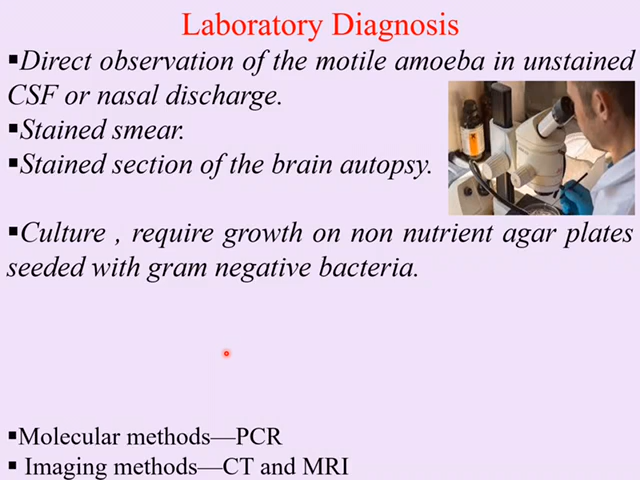 Laboratory Diagnosis
▪Direct observation of the motile amoeba in unstained
CSF or nasal discharge.
▪Stained smear.
▪Stained section of the brain autopsy.
▪Culture , require growth on non nutrient agar plates
seeded with gram negative bacteria.
▪Molecular methods—PCR
▪ Imaging methods—CT and MRI